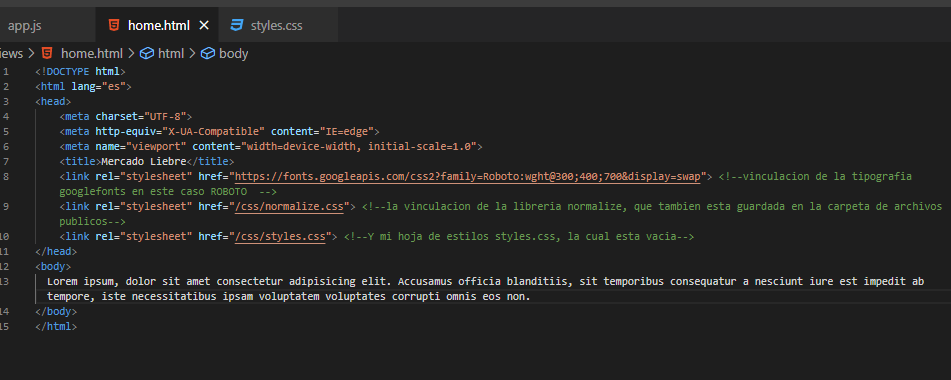 app.js home.html × styles.css
iews > home.html > html > body
1 <!DOCTYPE html>
2 <html lang="es">
3 <head>
4 <meta charset="UTF-8">
5 <meta http-equiv="X-UA-Compatible" content="IE=edge">
6 <meta name="viewport" content="width=device-width, initial-scale=1.0">
7 <title>Mercado Liebre</title>
8 <link rel="stylesheet" href="https://fonts.googleapis.com/css2?family=Roboto:wght@300;400;700&display=swap"> <!--vinculacion de la tipografia
googlefonts en este caso ROBOTO -->
9 <link rel="stylesheet" href="/css/normalize.css"> <!--la vinculacion de la libreria normalize, que tambien esta guardada en la carpeta de archivos
publicos-->
10 <link rel="stylesheet" href="/css/styles.css"> <!--Y mi hoja de estilos styles.css, la cual esta vacia-->
11 </head>
12 <body>
13 Lorem ipsum, dolor sit amet consectetur adipisicing elit. Accusamus officia blanditiis, sit temporibus consequatur a nesciunt iure est impedit ab
tempore, iste necessitatibus ipsam voluptatem voluptates corrupti omnis eos non.
14 </body>
15 </html>